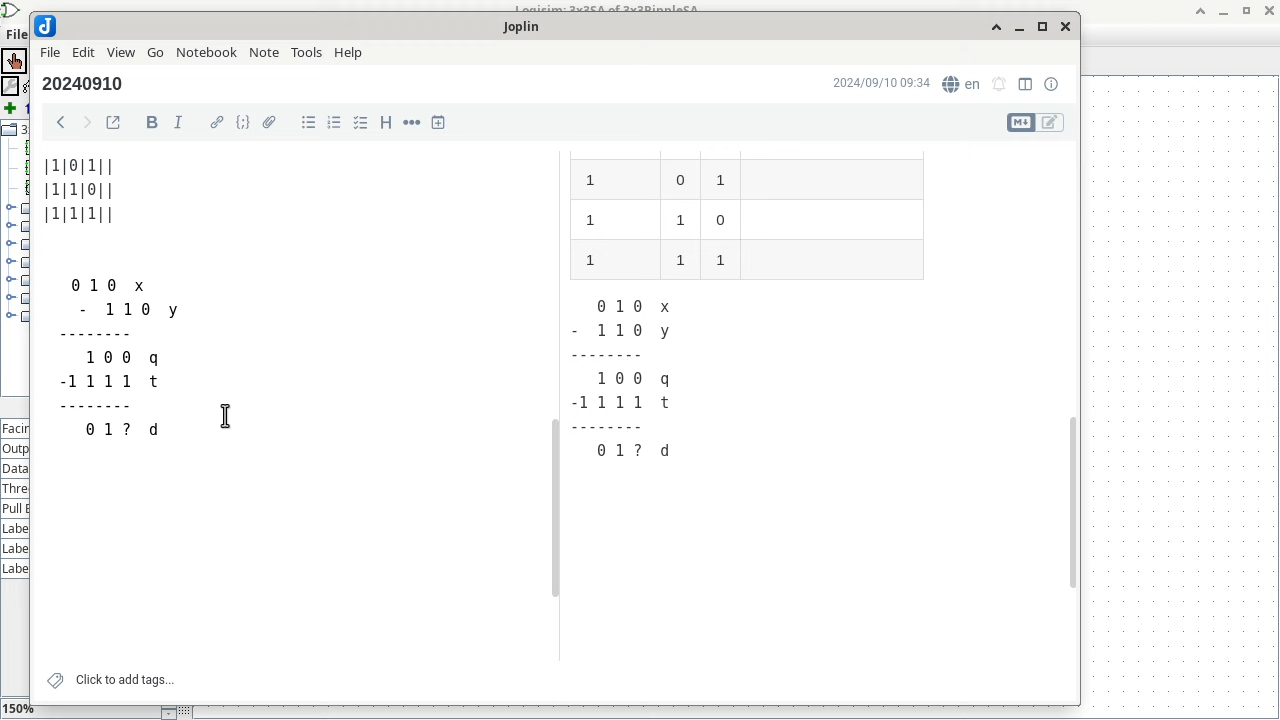 Logisim: 3x3SA of 3x3RippleSA
Joplin
File
File Edit View Go Notebook Note Tools Help
20240910
2024/09/10 09:34
en
|1|0|1||
|1|1|0||
|1|1|1||
0 1 0 x
- 1 1 0 y
--------
1 0 0 q
-1 1 1 1 t
--------
0 1 ? d
1 0 1
1 1 0
1 1 1
0 1 0 x
- 1 1 0 y
--------
1 0 0 q
-1 1 1 1 t
--------
0 1 ? d
3
Facin
Outp
Data
Thre
Pull B
Labe
Labe
Labe
Click to add tags...
150%